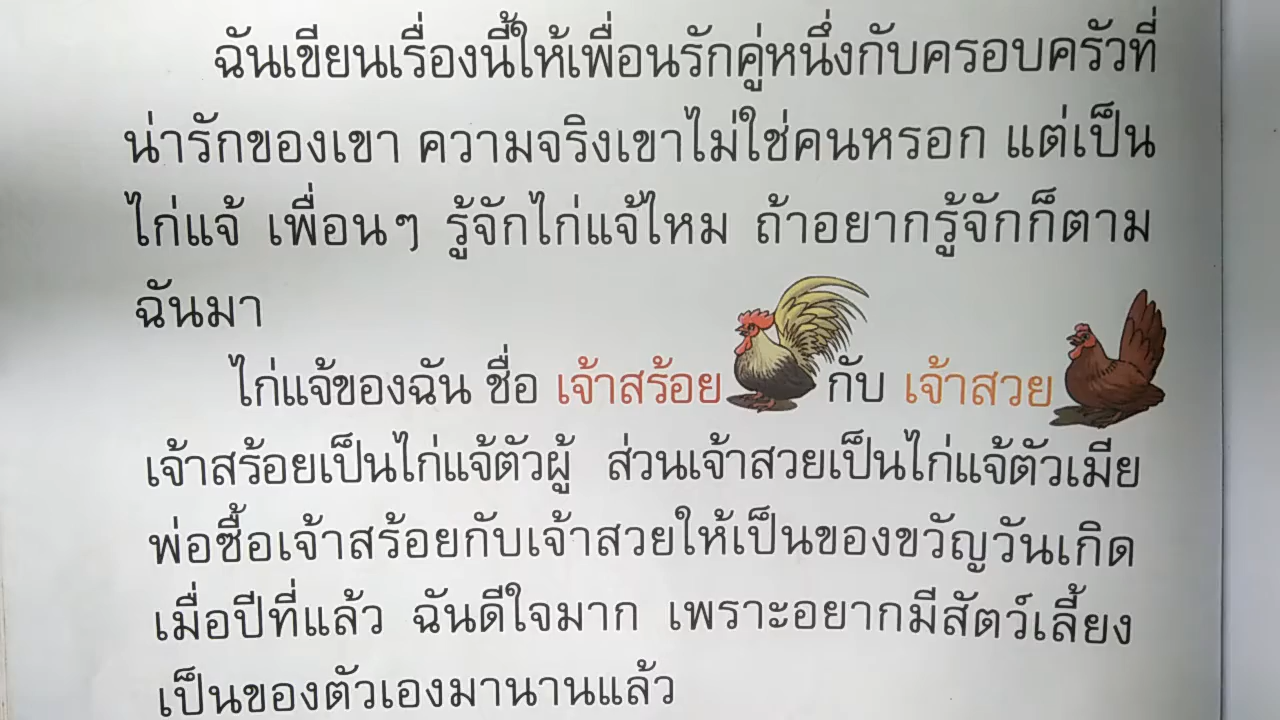 ฉันเขียนเรื่องนี้ให้เพื่อนรักคู่หนึ่งกับครอบครัวที่
น่ารักของเขา ความจริงเขาไม่ใช่คนหรอก แต่เป็น
ไก่แจ้ เพื่อนๆ รู้จักไก่แจ้ไหม ถ้าอยากรู้จักก็ตาม
ฉันมา
ไก่แจ้ของฉัน ชื่อ เจ้าสร้อย กับ เจ้าสวย
เจ้าสร้อยเป็นไก่แจ้ตัวผู้ ส่วนเจ้าสวยเป็นไก่แจ้ตัวเมีย
พ่อซื้อเจ้าสร้อยกับเจ้าสวยให้เป็นของขวัญวันเกิด
เมื่อปีที่แล้ว ฉันดีใจมาก เพราะอยากมีสัตว์เลี้ยง
เป็นของตัวเองมานานแล้ว